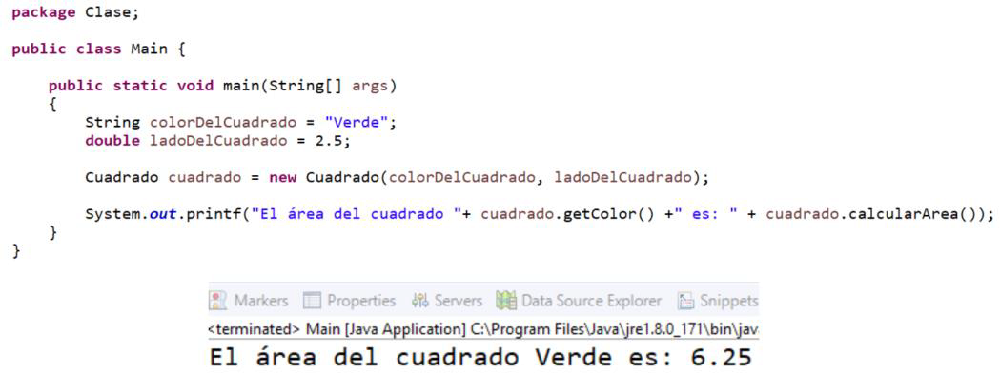 package Clase;
public class Main {
public static void main(String[] args)
{
String colorDelCuadrado = "Verde";
double ladoDelCuadrado = 2.5;
Cuadrado cuadrado = new Cuadrado(colorDelCuadrado, ladoDelCuadrado);
System.out.printf("El área del cuadrado "+ cuadrado.getColor() +" es: " + cuadrado.calcularArea());
}
}
Markers Properties Servers Data Source Explorer Snippets
<terminated> Main [Java Application] C:\Program Files\Java\jre1.8.0_171\bin\jav
El área del cuadrado Verde es: 6.25